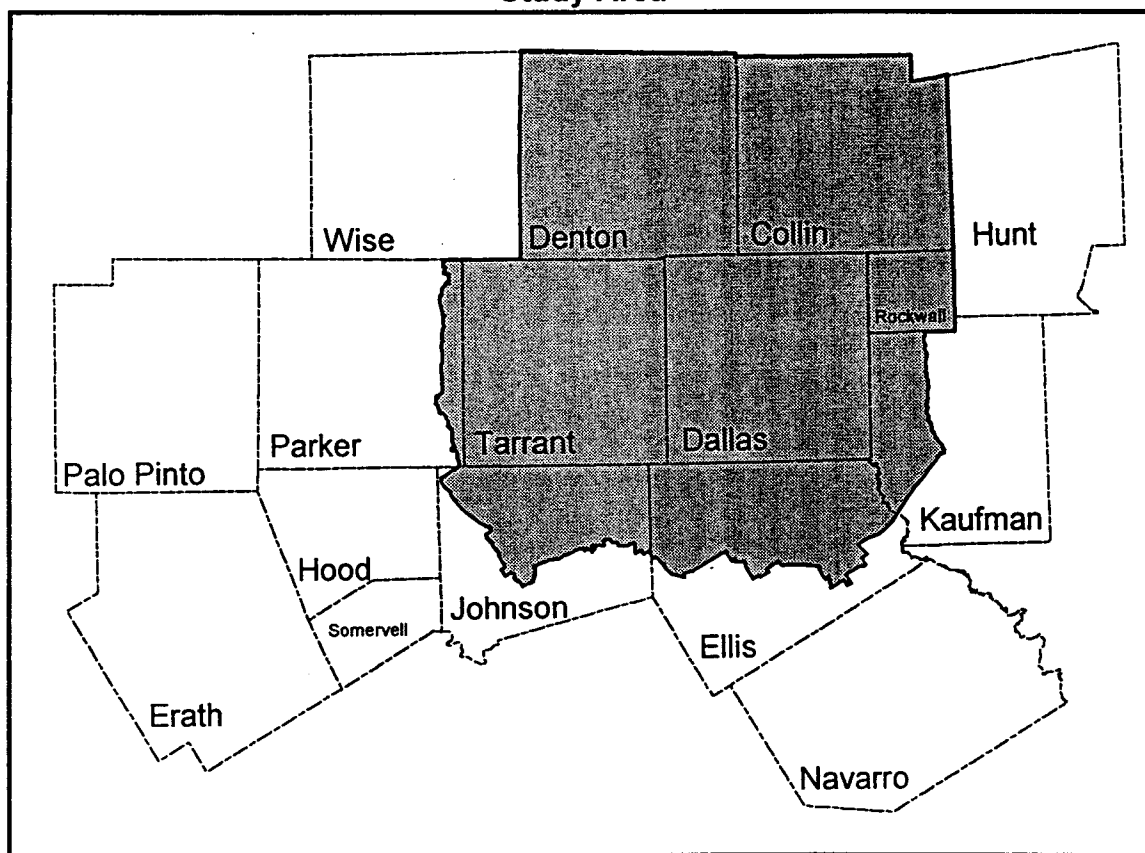 Study Area
Wise
Denton
Collin
Hunt
Rockwall
Parker
Tarrant
Dallas
Palo Pinto
Kaufman
Hood
Johnson
Somervell
Ellis
Erath
Navarro